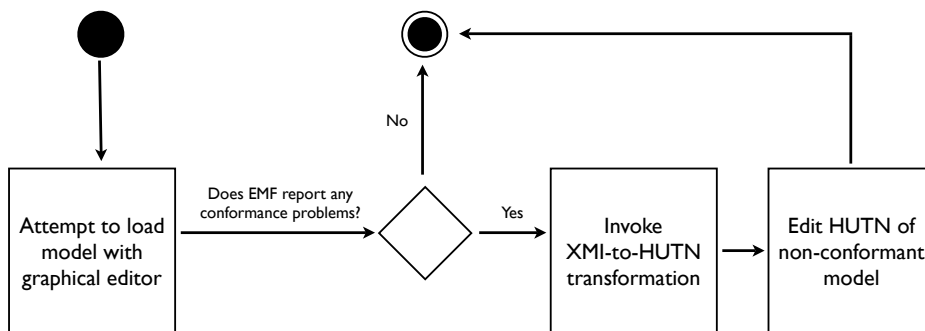 No
Does EMF report any
conformance problems?
Yes
Attempt to load
model with
graphical editor
Invoke
XMI-to-HUTN
transformation
Edit HUTN of
non-conformant
model